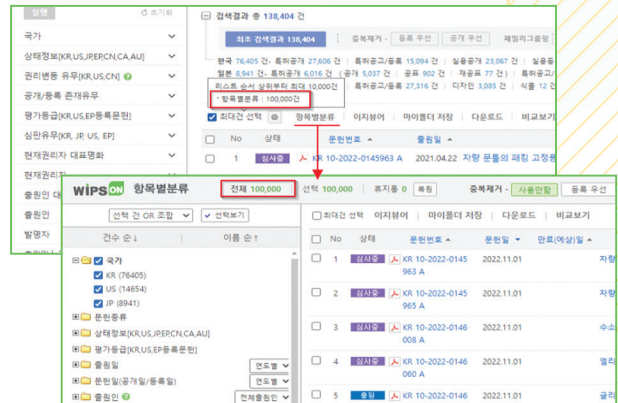 실행 초기화
검색결과 총 138,404 건
국가
최초 검색결과 138,404 중복제거 - 등록 우선 공개 우선 패밀리그룹핑
상태정보[KR,US,JP,EP,CN,CA,AU]
한국 76,405 건- 특허공개 27,606 건 | 특허공고/등록 15,094 건 | 실용공개 23,067 건 | 실용등
권리변동 유무[KR,US,CN]
일본 8,941 건- 특허공개 6,016 건 (공개 5,037 건 | 공표 902 건 | 재공표 77 건) | 특허공고/
공개/등록 존재유무
리스트 순서 상위부터 최대 10,000건 특허공고/등록 27,316 건 | 디자인 3,085 건 | 식물 12 건
평가등급[KR,US,EP등록문헌]
· 항목별분류 : 100,000건
심판유무[KR, JP, US, EP]
최대건 선택 항목별분류 | 이지뷰어 | 마이폴더 저장 | 다운로드 | 비교보기
현재권리자 대표명화
No 상태 문헌번호 출원일
현재권리자
1 심사중 KR 10-2022-0145963 A 2021.04.22 자량 문틀의 패킹 고정용
출원인 대
출원인
발명자
WIPS ON 항목별분류 전체 100,000 선택 100,000 | 휴지통 0 복원 중복제거 - 사용안함 등록 우선
선택 건 OR 조합 선택보기
최대건 선택 이지뷰어 | 마이폴더 저장 | 다운로드 | 비교보기
건수 순↓ 이름 순↑
No 상태 문헌번호 문헌일 만료(예상)일
국가
KR (76405)
US (14654)
JP (8941)
문헌종류
상태정보[KR,US,JP,EP,CN,CA,AU]
평가등급[KR,US,EP등록문헌]
출원일 연도별
문헌일(공개일/등록일) 연도별
출원인 전체출원인
1 심사중 KR 10-2022-0145 2022.11.01 자량
963 A
2 심사중 KR 10-2022-0145 2022.11.01 자량
965 A
3 심사중 KR 10-2022-0146 2022.11.01 수소
008 A
4 심사중 KR 10-2022-0146 2022.11.01 엘리
060 A
5 출원 KR 10-2022-0146 2022.11.01 글리